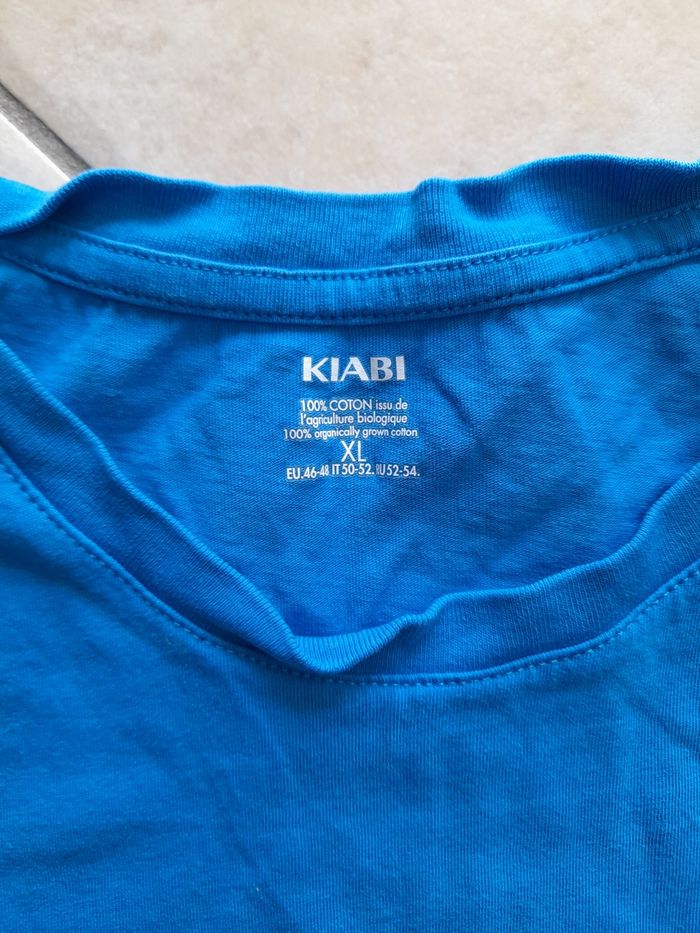 KIABI
100% COTON issu de
l'agriculture biologique
100% organically grown cotton
XL
EU.46-48 IT 50-52. RU 52-54.